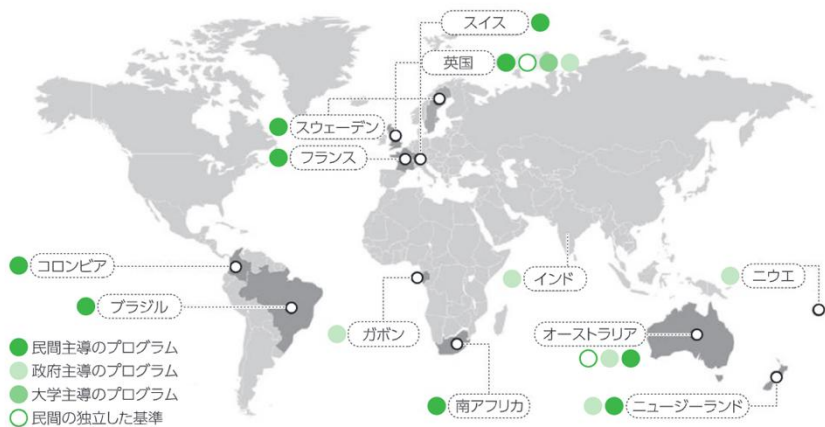 スイス
英国
スウェーデン
フランス
コロンビア
ブラジル
ガボン
インド
ニウエ
オーストラリア
南アフリカ
ニュージーランド
民間主導のプログラム
政府主導のプログラム
大学主導のプログラム
民間の独立した基準